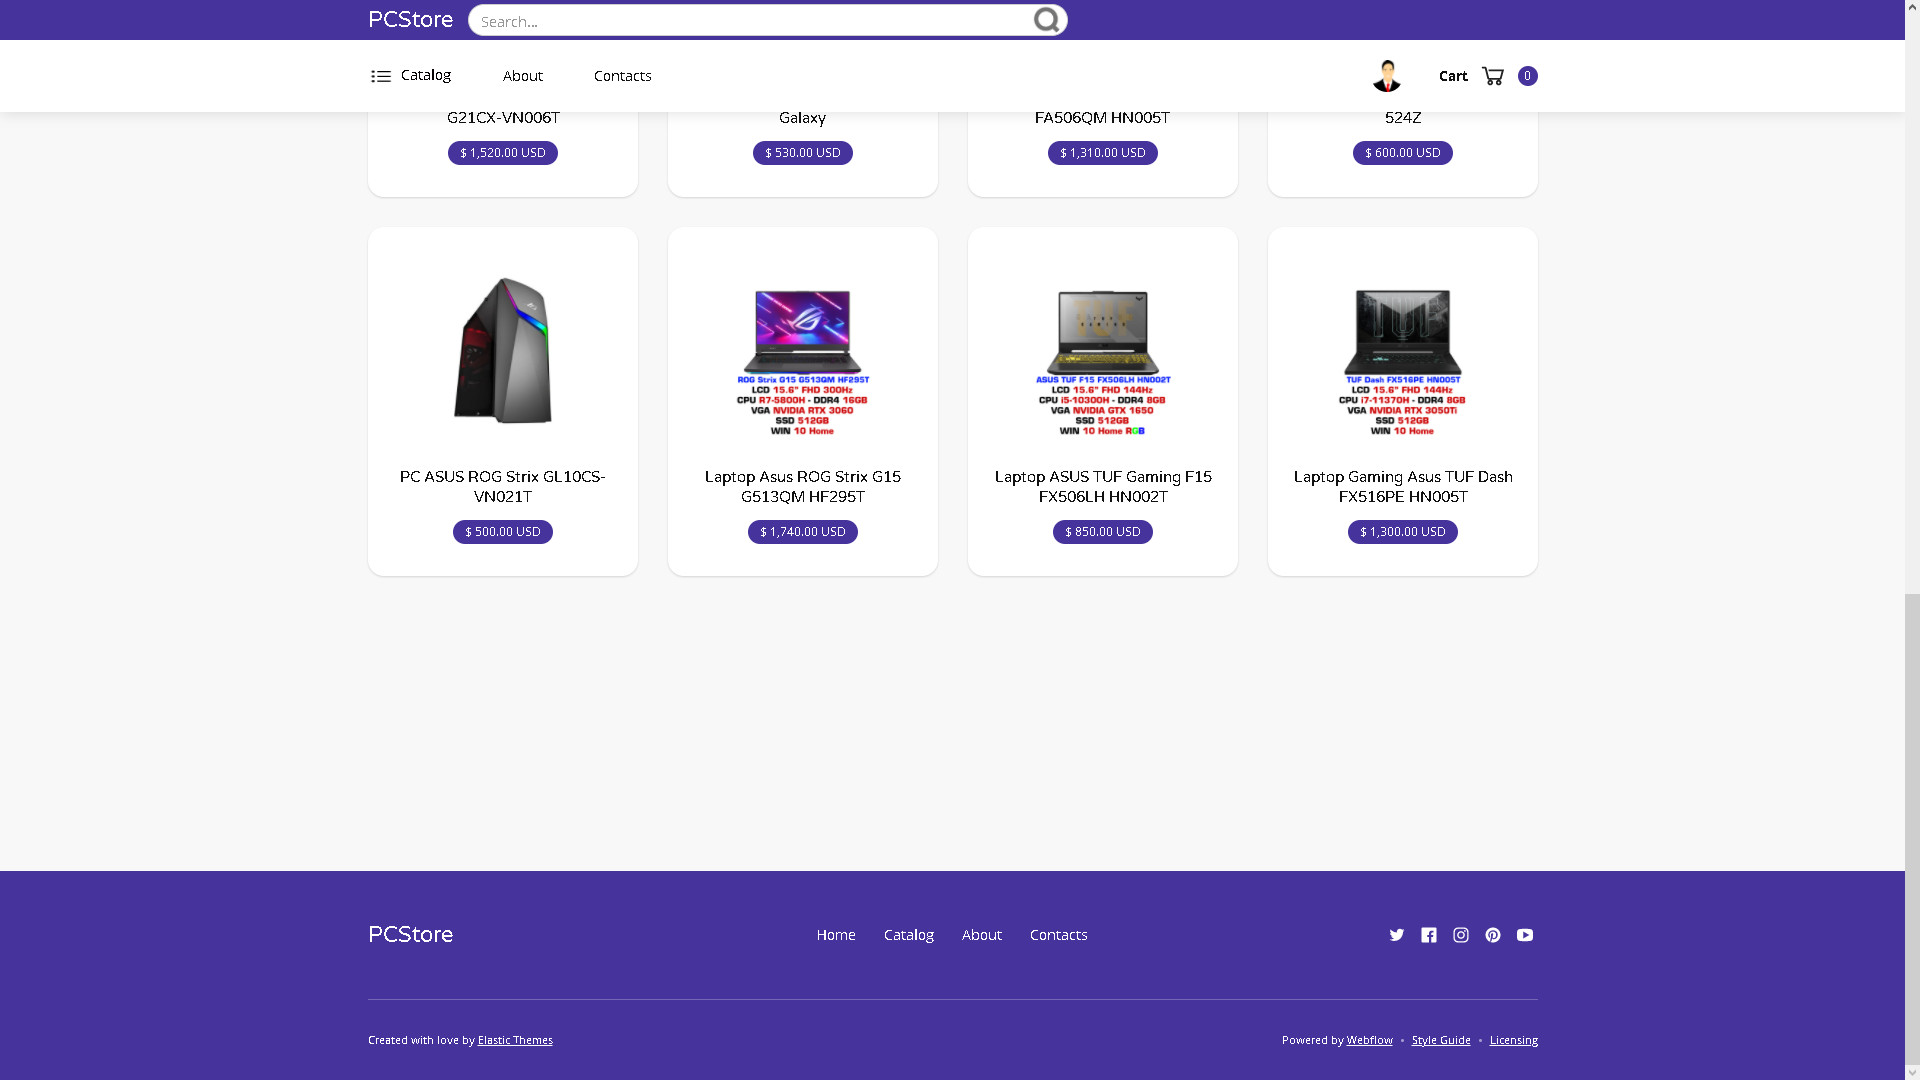 PCStore
Search...
Catalog
About
Contacts
Cart
0
G21CX-VN006T
$ 1,520.00 USD
Galaxy
$ 530.00 USD
FA506QM HN005T
$ 1,310.00 USD
524Z
$ 600.00 USD
PC ASUS ROG Strix GL10CS-
VN021T
$ 500.00 USD
ROG Strix G15 G513QM HF295T
LCD 15.6" FHD 300Hz
CPU R7-5800H - DDR4 16GB
VGA NVIDIA RTX 3060
SSD 512GB
WIN 10 Home
Laptop Asus ROG Strix G15
G513QM HF295T
$ 1,740.00 USD
ASUS TUF F15 FX506LH HN002T
LCD 15.6" FHD 144Hz
CPU i5-10300H - DDR4 8GB
VGA NVIDIA GTX 1650
SSD 512GB
WIN 10 Home RGB
Laptop ASUS TUF Gaming F15
FX506LH HN002T
$ 850.00 USD
TUF Dash FX516PE HN005T
LCD 15.6" FHD 144Hz
CPU i7-11370H - DDR4 8GB
VGA NVIDIA RTX 3050Ti
SSD 512GB
WIN 10 Home
Laptop Gaming Asus TUF Dash
FX516PE HN005T
$ 1,300.00 USD
PCStore
Home
Catalog
About
Contacts
Created with love by Elastic Themes
Powered by Webflow • Style Guide • Licensing